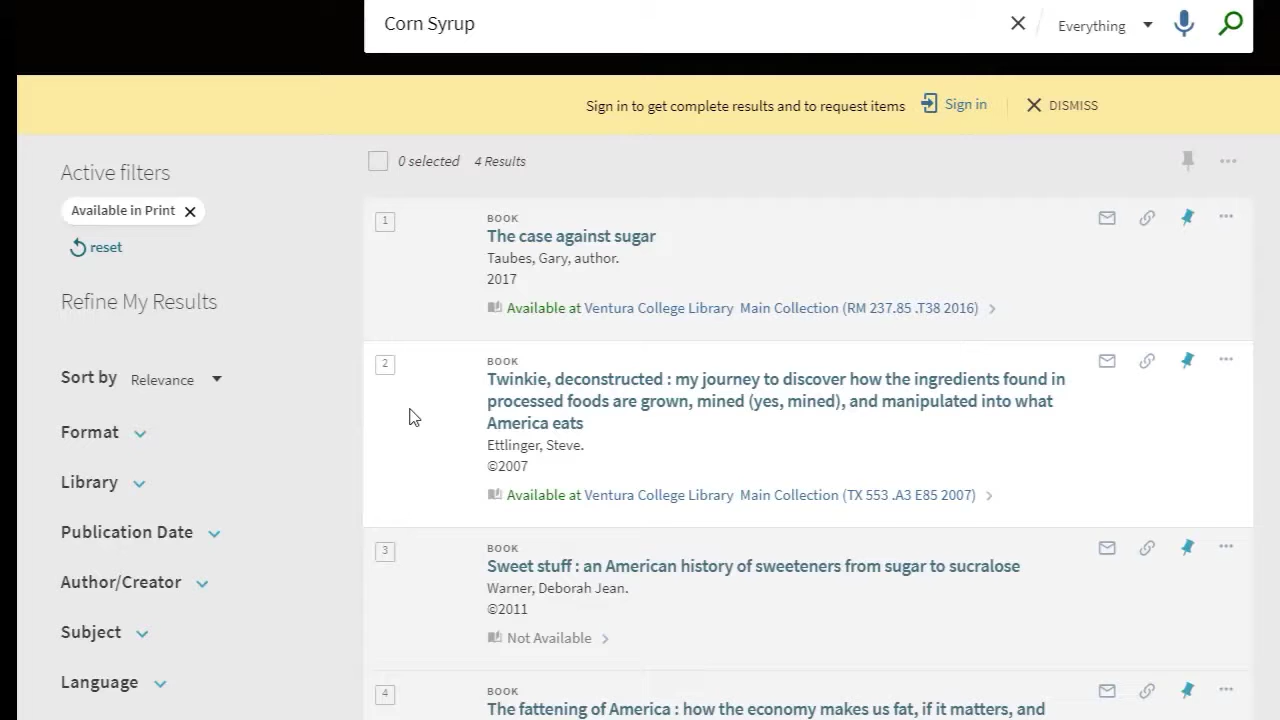 Corn Syrup
Everything
Sign in to get complete results and to request items
Sign in
DISMISS
Active filters
Available in Print
reset
Refine My Results
Sort by Relevance
Format
Library
Publication Date
Author/Creator
Subject
Language
0 selected 4 Results
1
BOOK
The case against sugar
Taubes, Gary, author.
2017
Available at Ventura College Library Main Collection (RM 237.85 .T38 2016)
2
BOOK
Twinkie, deconstructed : my journey to discover how the ingredients found in
processed foods are grown, mined (yes, mined), and manipulated into what
America eats
Ettlinger, Steve.
©2007
Available at Ventura College Library Main Collection (TX 553 .A3 E85 2007)
3
BOOK
Sweet stuff : an American history of sweeteners from sugar to sucralose
Warner, Deborah Jean.
©2011
Not Available
4
BOOK
The fattening of America : how the economy makes us fat, if it matters, and